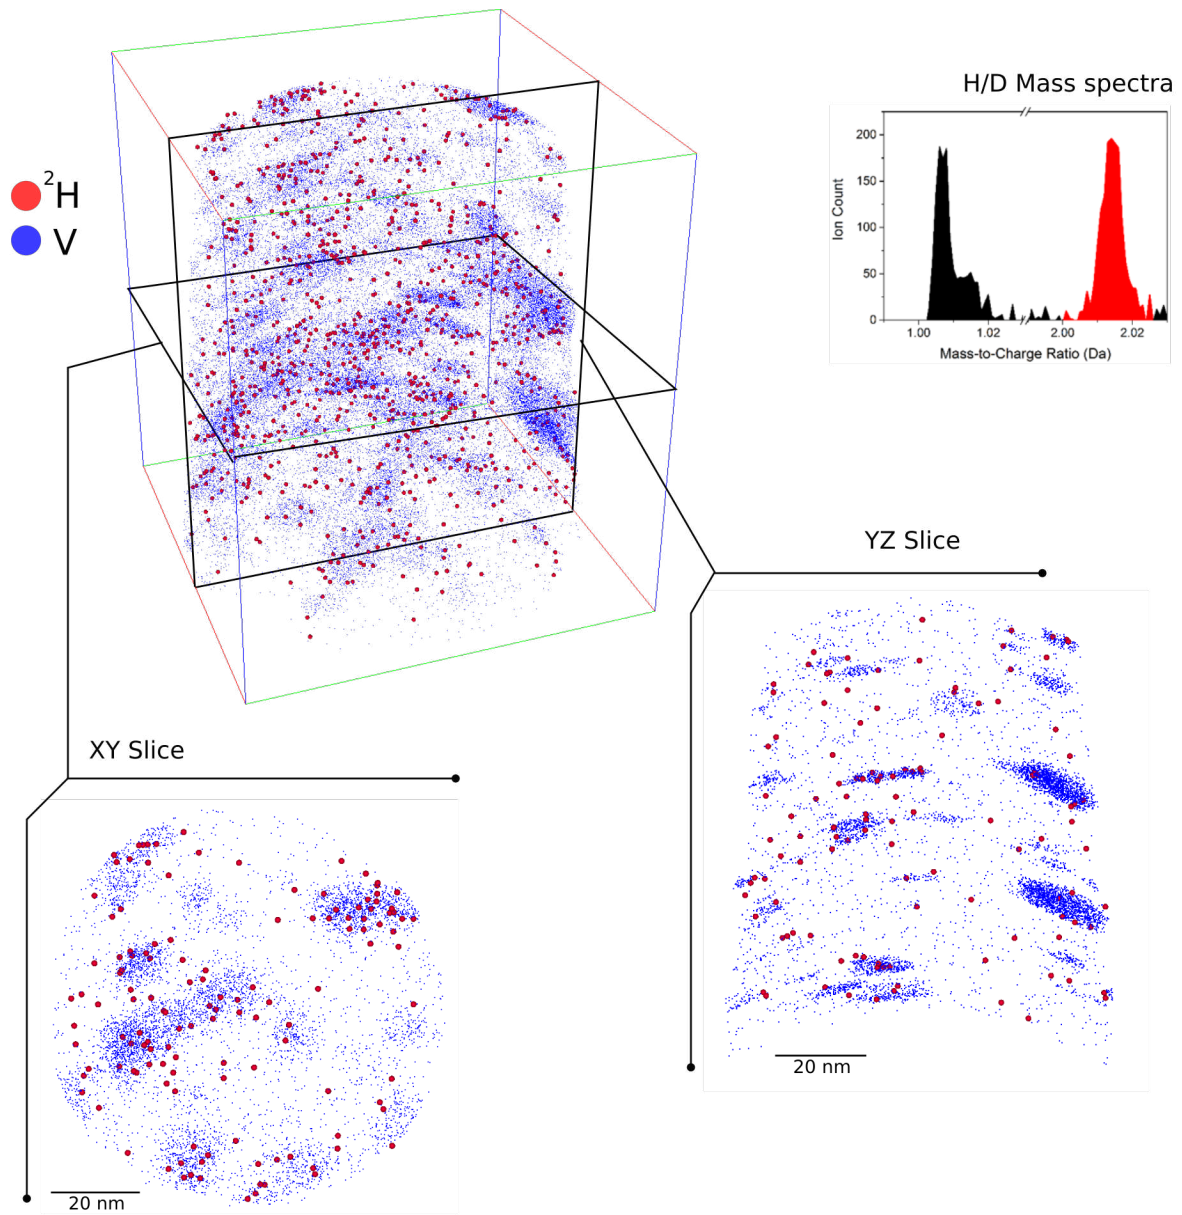 H/D Mass spectra
²H
V
200
150
100
50
0
Ion Count
1.00 1.02 2.00 2.02
Mass-to-Charge Ratio (Da)
YZ Slice
XY Slice
20 nm
20 nm